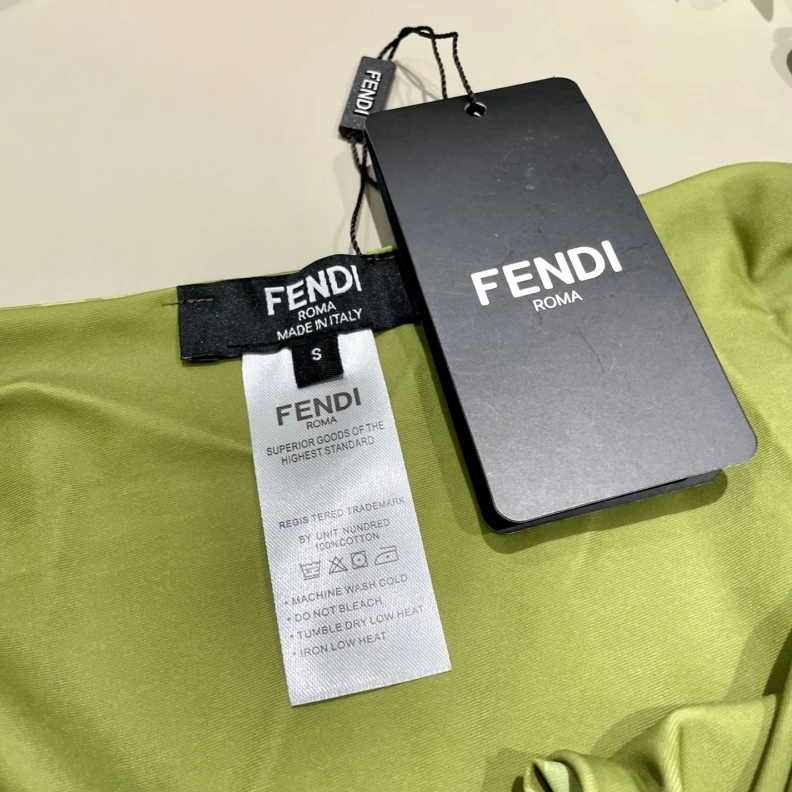 FENDI
FENDI
ROMA
FENDI
ROMA
MADE IN ITALY
S
FENDI
ROMA
SUPERIOR GOODS OF THE
HIGHEST STANDARD
REGIS TERED TRADEMARK
BY UNIT NUNDRED
100%COTTON
* MACHINE WASH COLD
* DO NOT BLEACH
* TUMBLE DRY LOW HEAT
* IRON LOW HEAT